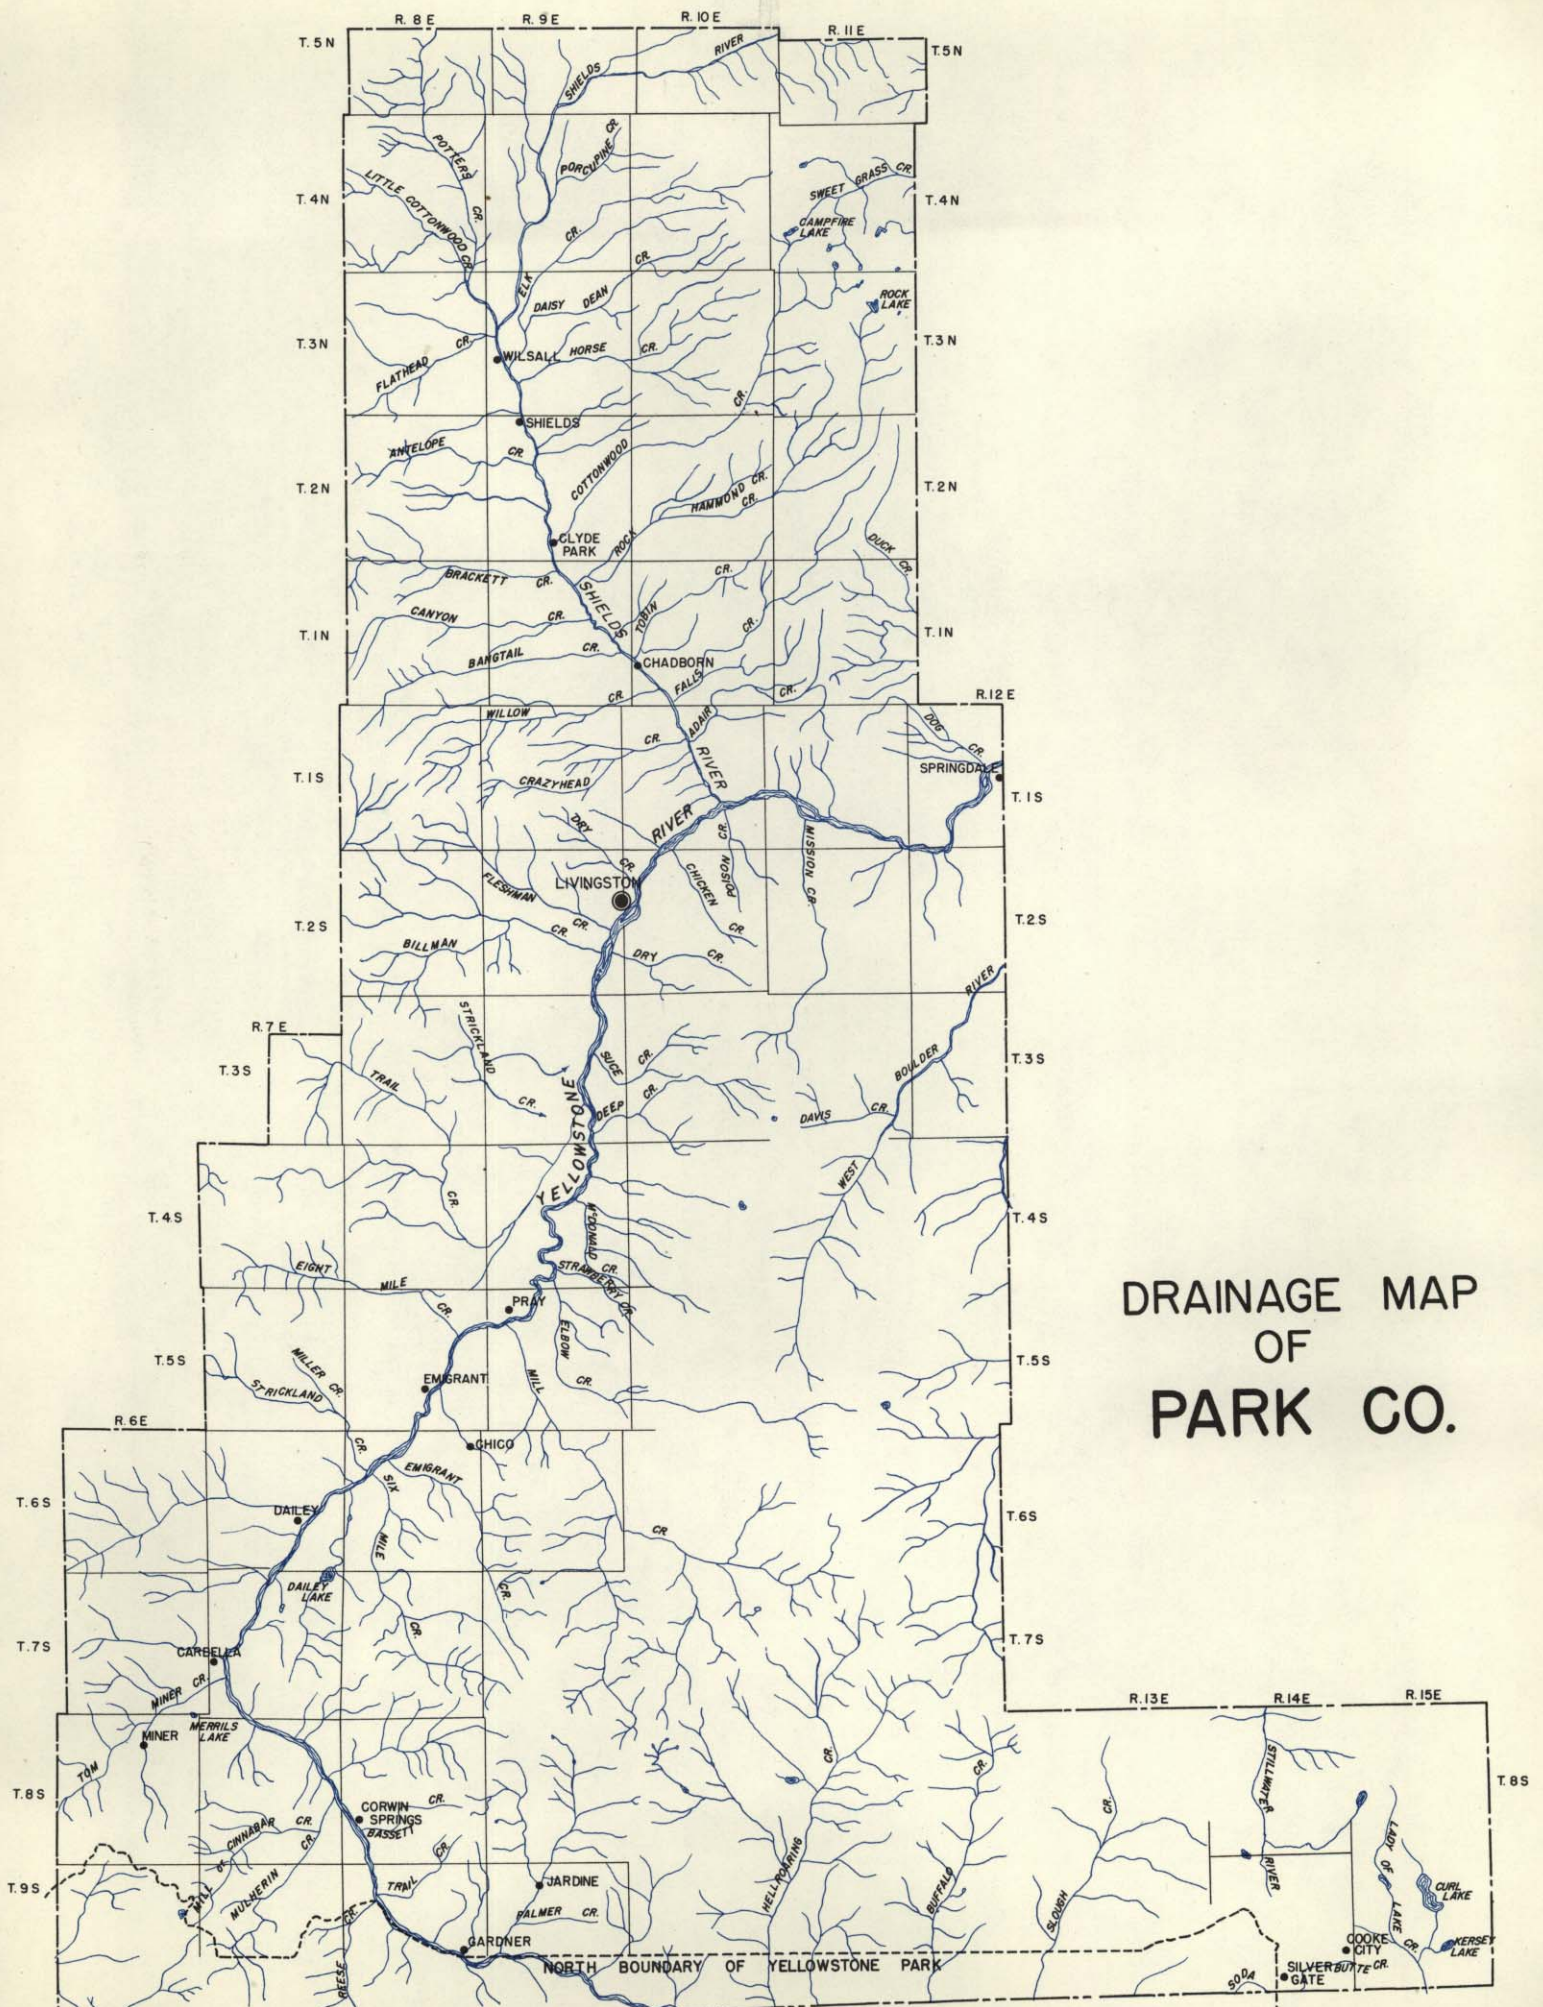 R. 8 E
R. 9 E
R. 10 E
R. 11 E
T. 5 N
T. 5 N
SHIELDS RIVER
POTTERS CR.
PORCUPINE CR.
LITTLE COTTONWOOD CR.
SWEET GRASS CR.
T. 4 N
T. 4 N
CAMPFIRE
LAKE
ELK CR.
DAISY DEAN CR.
ROCK
LAKE
T. 3 N
T. 3 N
FLATHEAD CR.
WILSALL
HORSE CR.
SHIELDS
ANTELOPE CR.
COTTONWOOD CR.
T. 2 N
T. 2 N
HAMMOND CR.
ROCK CR.
CLYDE
PARK
DUCK CR.
BRACKETT CR.
SHIELDS RIVER
TOBIN CR.
CANYON CR.
T. 1 N
T. 1 N
BANGTAIL CR.
CHADBORN
FALLS CR.
WILLOW CR.
ADAIR CR.
R. 12 E
DOG CR.
CR.
SPRINGDALE
T. 1 S
T. 1 S
CRAZYHEAD
YELLOWSTONE RIVER
DRY CR.
POISON CR.
MISSION CR.
CHICKEN CR.
FLESHMAN CR.
LIVINGSTON
T. 2 S
T. 2 S
BILLMAN CR.
DRY CR.
R. 7 E
STRICKLAND CR.
SUCE CR.
WEST BOULDER RIVER
T. 3 S
T. 3 S
TRAIL CR.
DEEP CR.
DAVIS CR.
T. 4 S
T. 4 S
McDONALD CR.
STRAWBERRY CR.
EIGHT MILE CR.
PRAY
ELBOW CR.
T. 5 S
T. 5 S
MILLER CR.
STRICKLAND CR.
EMIGRANT
MILL CR
R. 6 E
CHICO
EMIGRANT CR.
SIX MILE CR.
T. 6 S
T. 6 S
DAILEY
DAILEY
LAKE
T. 7 S
T. 7 S
CARBELLA
MINER CR.
MERRILS
LAKE
MINER
TOM
R. 13 E
R. 14 E
R. 15 E
T. 8 S
T. 8 S
CORWIN
SPRINGS
BASSETT CR.
CINNABAR CR.
MILL OF
MULHERIN CR.
TRAIL CR.
T. 9 S
REESE CR.
JARDINE
PALMER CR.
GARDNER
HELLROARING CR.
BUFFALO CR.
SLOUGH CR.
STILLWATER RIVER
LADY OF LAKE CR.
CURL
LAKE
COOKE
CITY
KERSEY
LAKE
SILVER
GATE
BUTTE CR.
SODA
NORTH BOUNDARY OF YELLOWSTONE PARK
DRAINAGE MAP
OF
PARK CO.